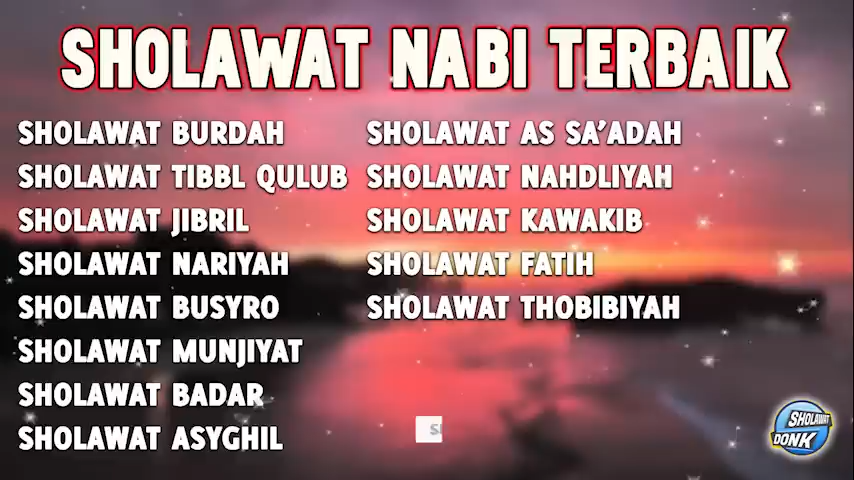 SHOLAWAT NABI TERBAIK
SHOLAWAT BURDAH
SHOLAWAT TIBBL QULUB
SHOLAWAT JIBRIL
SHOLAWAT NARIYAH
SHOLAWAT BUSYRO
SHOLAWAT MUNJIYAT
SHOLAWAT BADAR
SHOLAWAT ASYGHIL
SHOLAWAT AS SA'ADAH
SHOLAWAT NAHDLIYAH
SHOLAWAT KAWAKIB
SHOLAWAT FATIH
SHOLAWAT THOBIBIYAH
SHOLAWAT
DONK